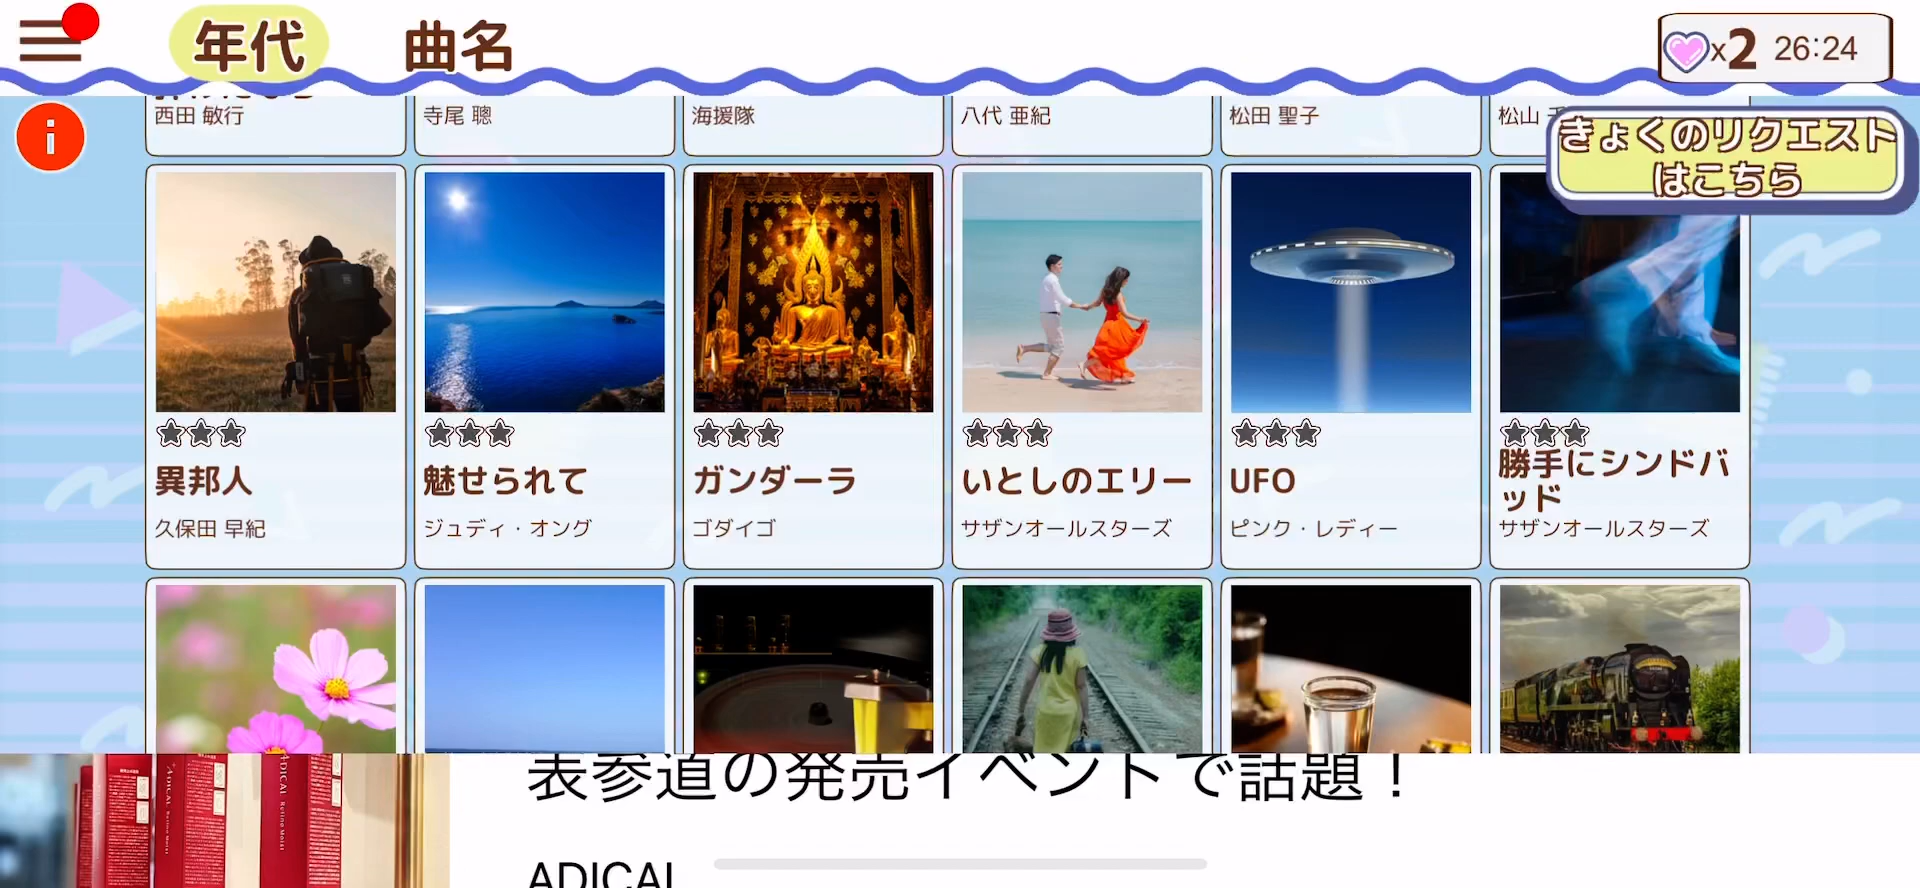 年代
曲名
x2 26:24
i
西田 敏行
寺尾 聰
海援隊
八代 亜紀
松田 聖子
松山
きょくのリクエスト
はこちら
異邦人
久保田 早紀
魅せられて
ジュディ・オング
ガンダーラ
ゴダイゴ
いとしのエリー
サザンオールスターズ
UFO
ピンク・レディー
勝手にシンドバ
ッド
サザンオールスターズ
表参道の発売イベントで話題！
ADICAL